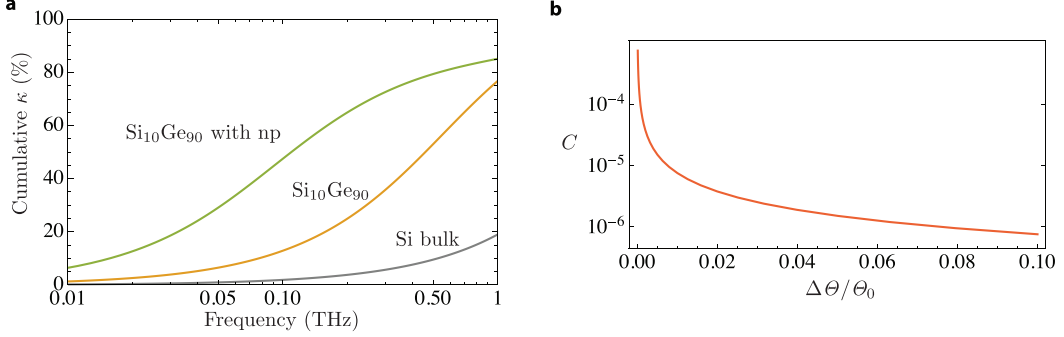 a
100
80
60
40
20
0
Cumulative κ (%)
Si₁₀Ge₉₀ with np
Si₁₀Ge₉₀
Si bulk
0.01
0.05
0.10
0.50
1
Frequency (THz)
b
10⁻⁴
10⁻⁵
10⁻⁶
C
0.00
0.02
0.04
0.06
0.08
0.10
ΔΘ/Θ₀